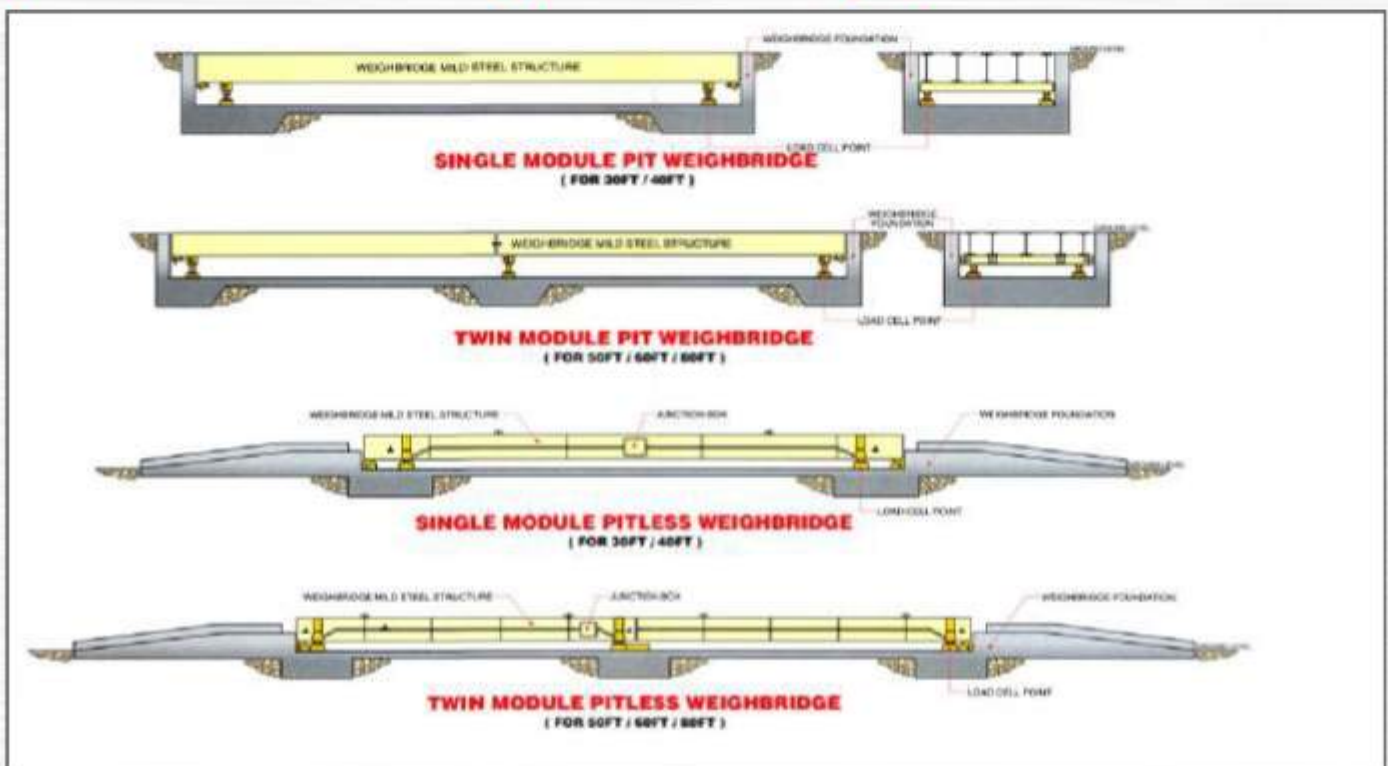 WEIGHBRIDGE FOUNDATION
WEIGHBRIDGE MILD STEEL STRUCTURE
LOAD CELL POINT
SINGLE MODULE PIT WEIGHBRIDGE
( FOR 30FT / 40FT )
WEIGHBRIDGE
FOUNDATION
WEIGHBRIDGE MILD STEEL STRUCTURE
LOAD CELL POINT
TWIN MODULE PIT WEIGHBRIDGE
( FOR 50FT / 60FT / 80FT )
WEIGHBRIDGE MILD STEEL STRUCTURE
JUNCTION BOX
WEIGHBRIDGE FOUNDATION
LOAD CELL POINT
SINGLE MODULE PITLESS WEIGHBRIDGE
( FOR 30FT / 40FT )
WEIGHBRIDGE MILD STEEL STRUCTURE
JUNCTION BOX
WEIGHBRIDGE FOUNDATION
LOAD CELL POINT
TWIN MODULE PITLESS WEIGHBRIDGE
( FOR 50FT / 60FT / 80FT )